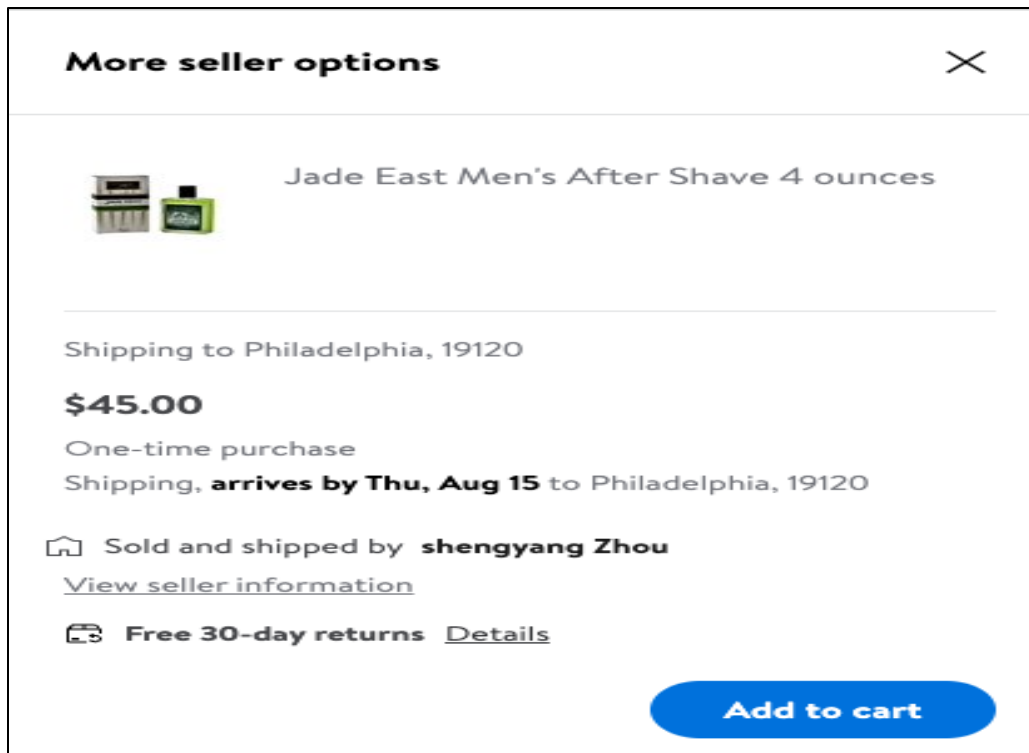 More seller options
Jade East Men's After Shave 4 ounces
Shipping to Philadelphia, 19120
$45.00
One-time purchase
Shipping, arrives by Thu, Aug 15 to Philadelphia, 19120
Sold and shipped by shengyang Zhou
View seller information
Free 30-day returns Details
Add to cart